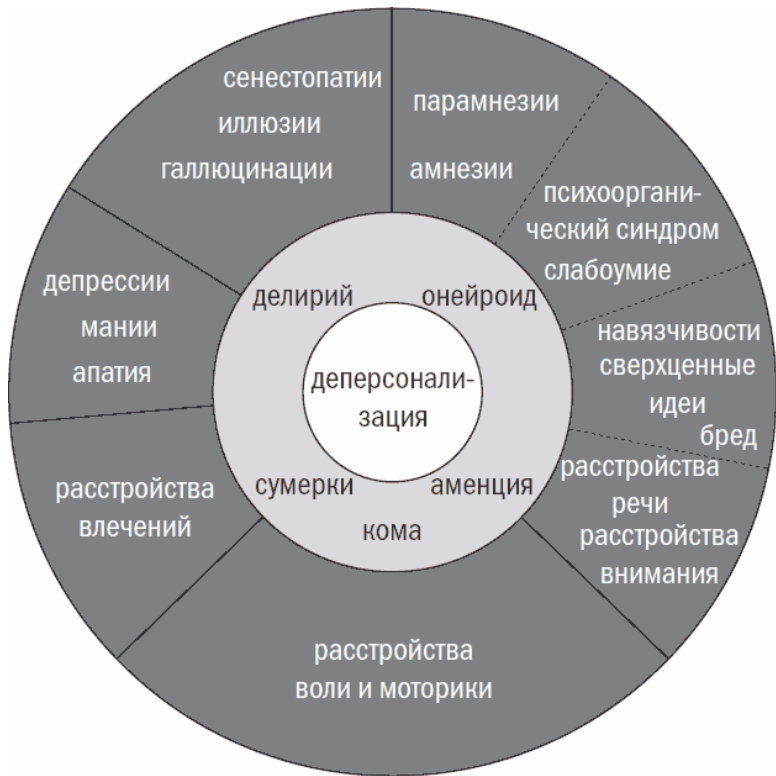 сенестопатии
иллюзии
галлюцинации
парамнезии
амнезии
психооргани-
ческий синдром
слабоумие
навязчивости
сверхценные
идеи
бред
расстройства
речи
расстройства
внимания
расстройства
воли и моторики
расстройства
влечений
депрессии
мании
апатия
делирий
онейроид
аменция
кома
сумерки
деперсонали-
зация